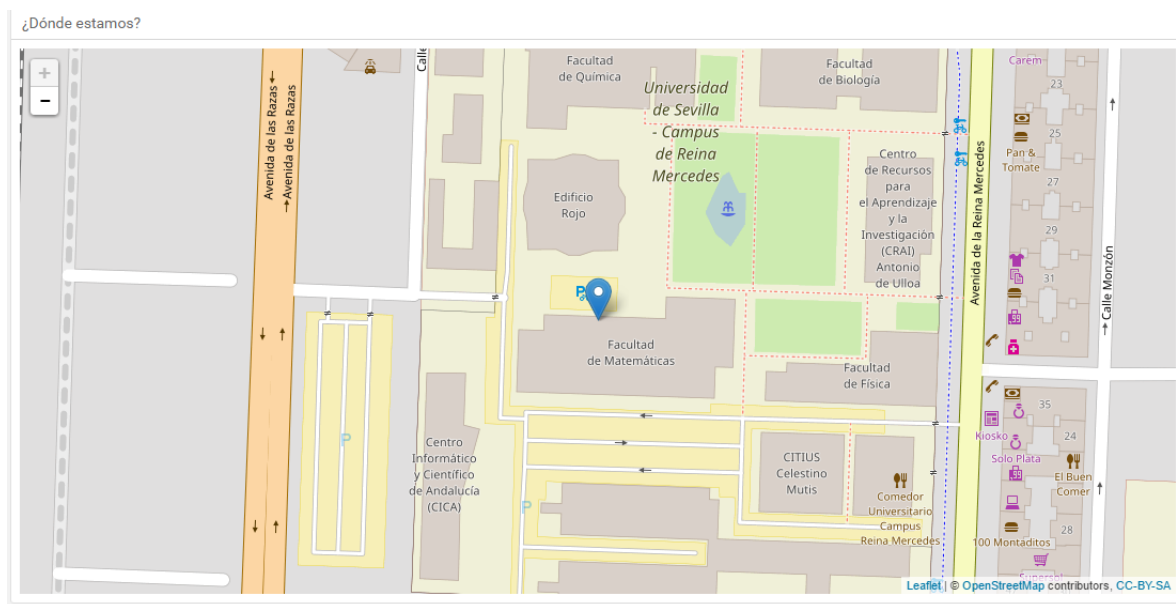 ¿Dónde estamos?
+
-
Calle
Facultad
de Química
Universidad
de Sevilla
- Campus
de Reina
Mercedes
Facultad
de Biología
Carem
23
25
Pan &
Tomate
27
29
31
Avenida de las Razas
Avenida de las Razas
Edificio
Rojo
Centro
de Recursos
para
el Aprendizaje
y la
Investigación
(CRAI)
Antonio
de Ulloa
Avenida de la Reina Mercedes
Calle Monzón
P
Facultad
de Matemáticas
Facultad
de Física
P
Centro
Informático
y Científico
de Andalucía
(CICA)
P
CITIUS
Celestino
Mutis
Comedor
Universitario
Campus
Reina Mercedes
35
Kiosko
24
Solo Plata
El Buen
Comer
100 Montaditos
28
Leaflet | © OpenStreetMap contributors, CC-BY-SA